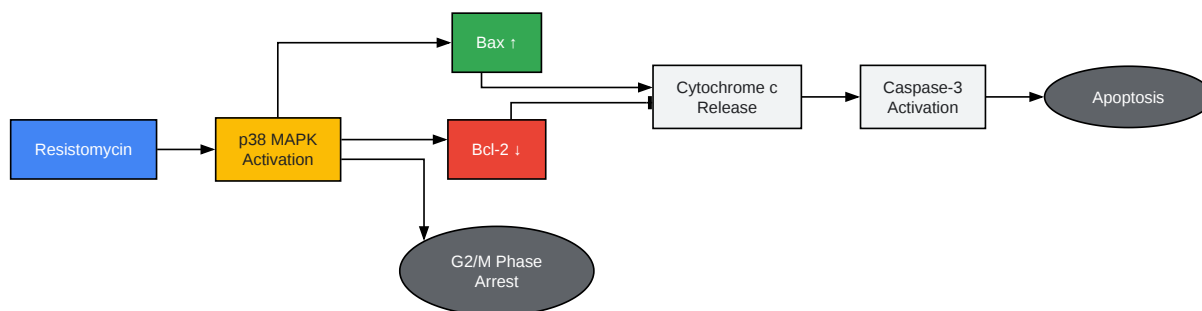 Resistomycin
p38 MAPK
Activation
Bax ↑
Bcl-2 ↓
G2/M Phase
Arrest
Cytochrome c
Release
Caspase-3
Activation
Apoptosis